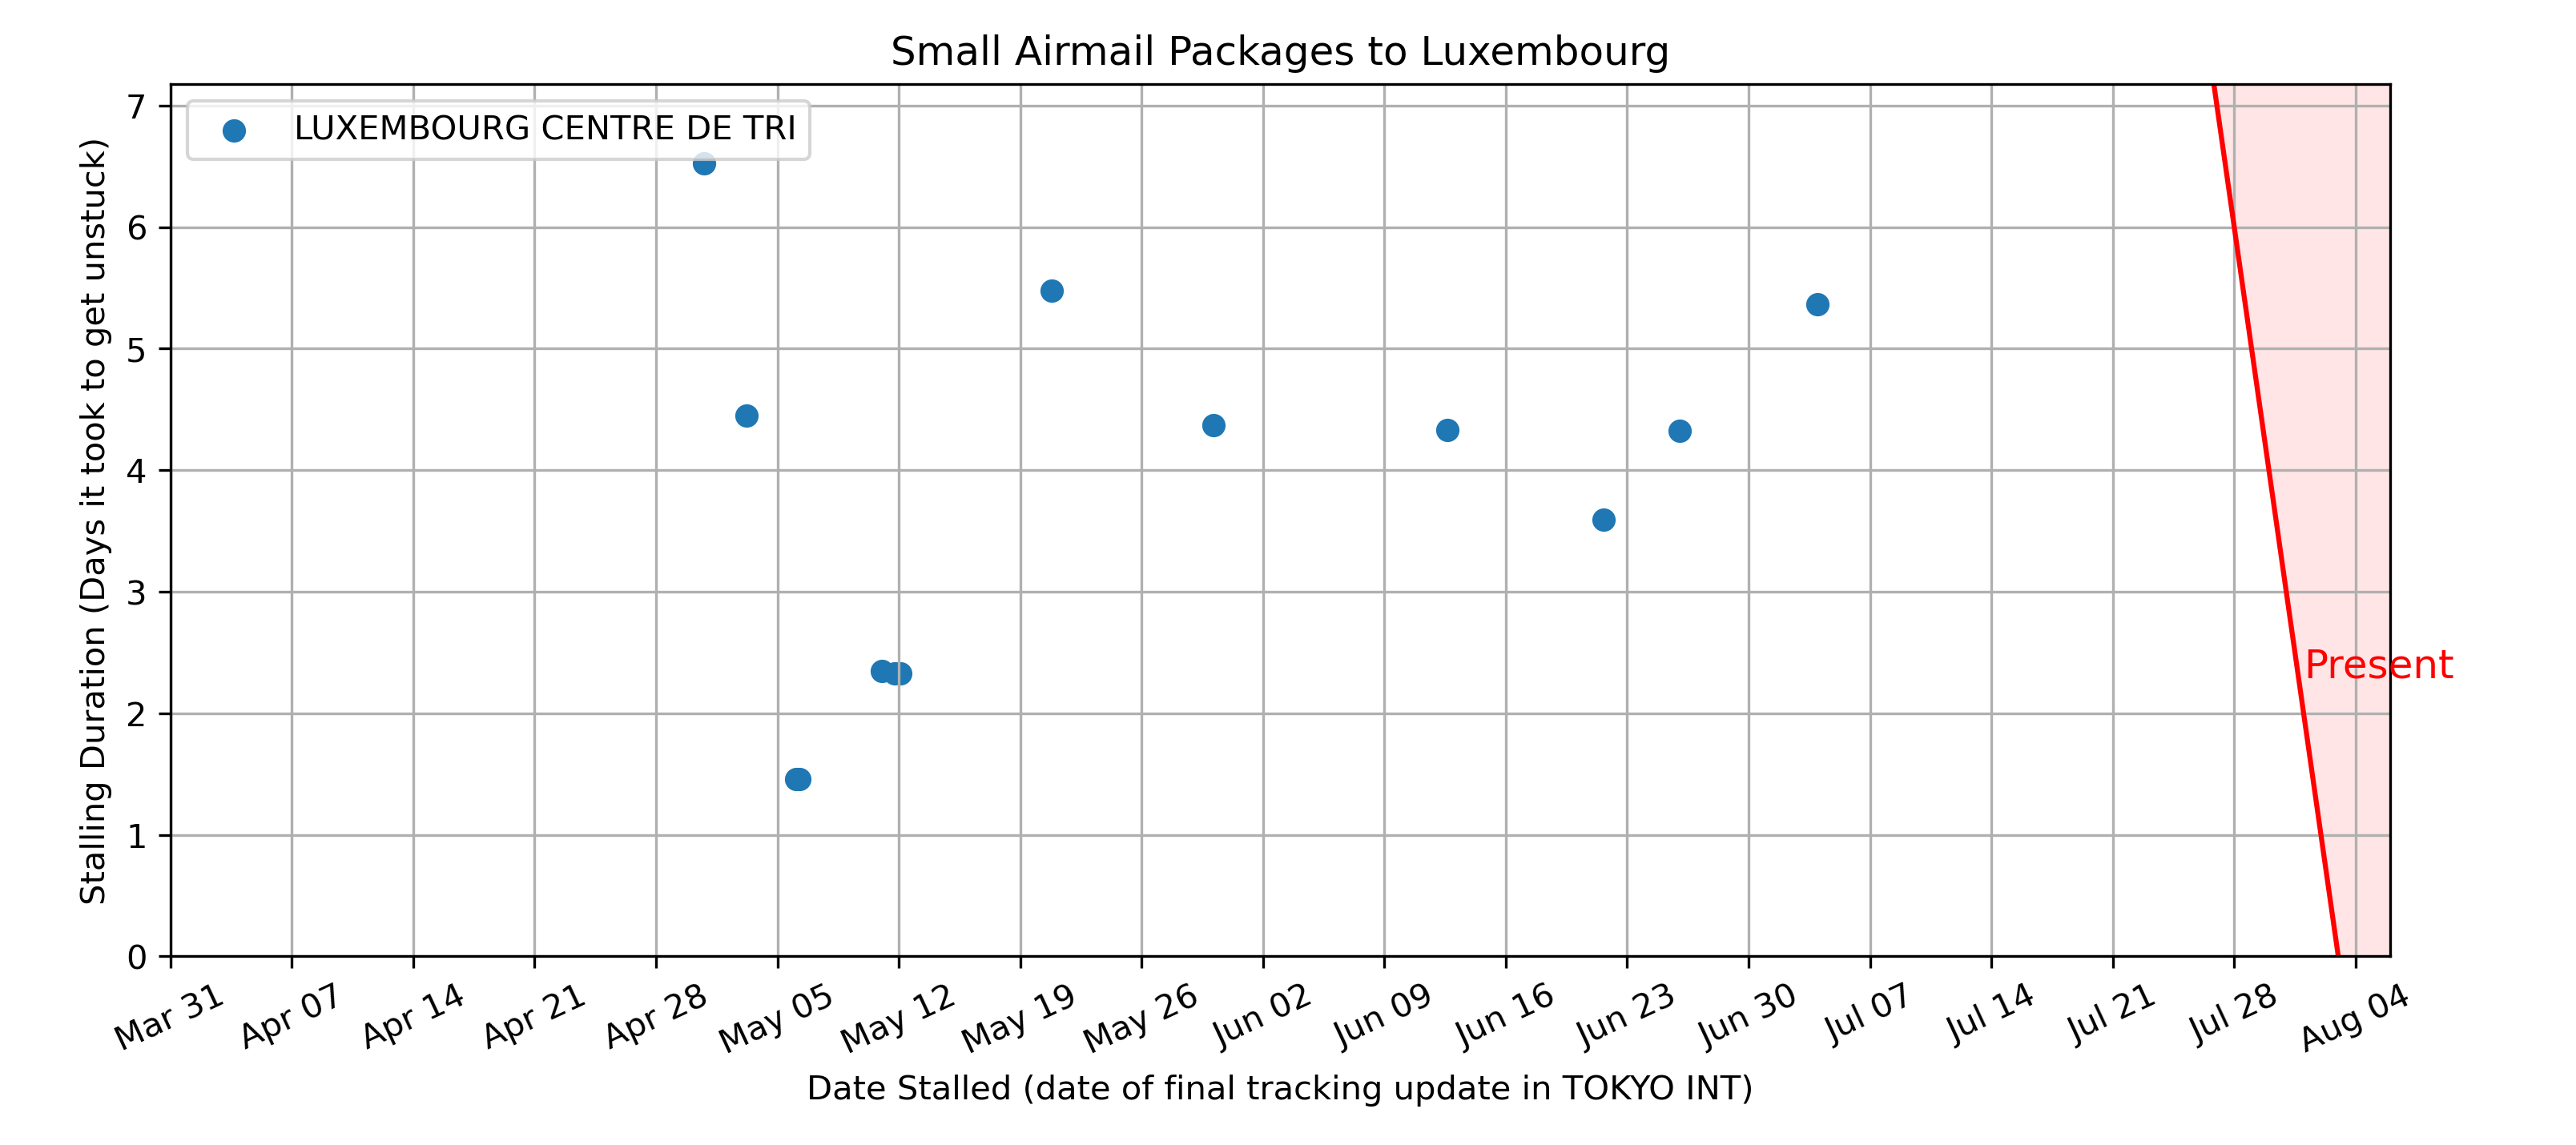 Small Airmail Packages to Luxembourg
LUXEMBOURG CENTRE DE TRI
Stalling Duration (Days it took to get unstuck)
7
6
5
4
3
2
1
0
Present
Mar 31
Apr 07
Apr 14
Apr 21
Apr 28
May 05
May 12
May 19
May 26
Jun 02
Jun 09
Jun 16
Jun 23
Jun 30
Jul 07
Jul 14
Jul 21
Jul 28
Aug 04
Date Stalled (date of final tracking update in TOKYO INT)